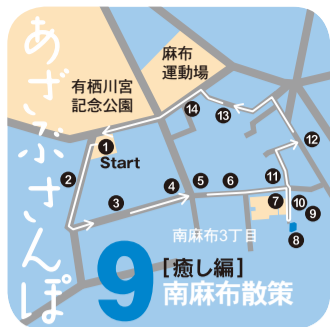 あざぶさんぽ
有栖川宮
記念公園
麻布
運動場
1
Start
2
3
4
5
6
7
8
9
10
11
12
13
14
南麻布3丁目
9
[癒し編]
南麻布散策